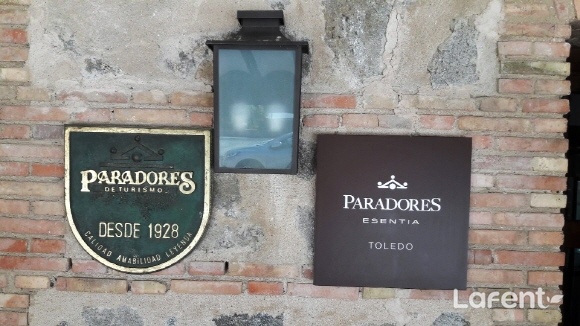 PARADORES
DE TURISMO
DESDE 1928
CALIDAD AMABILIDAD LEYENDA
PARADORES
ESENTIA
TOLEDO
Lafent